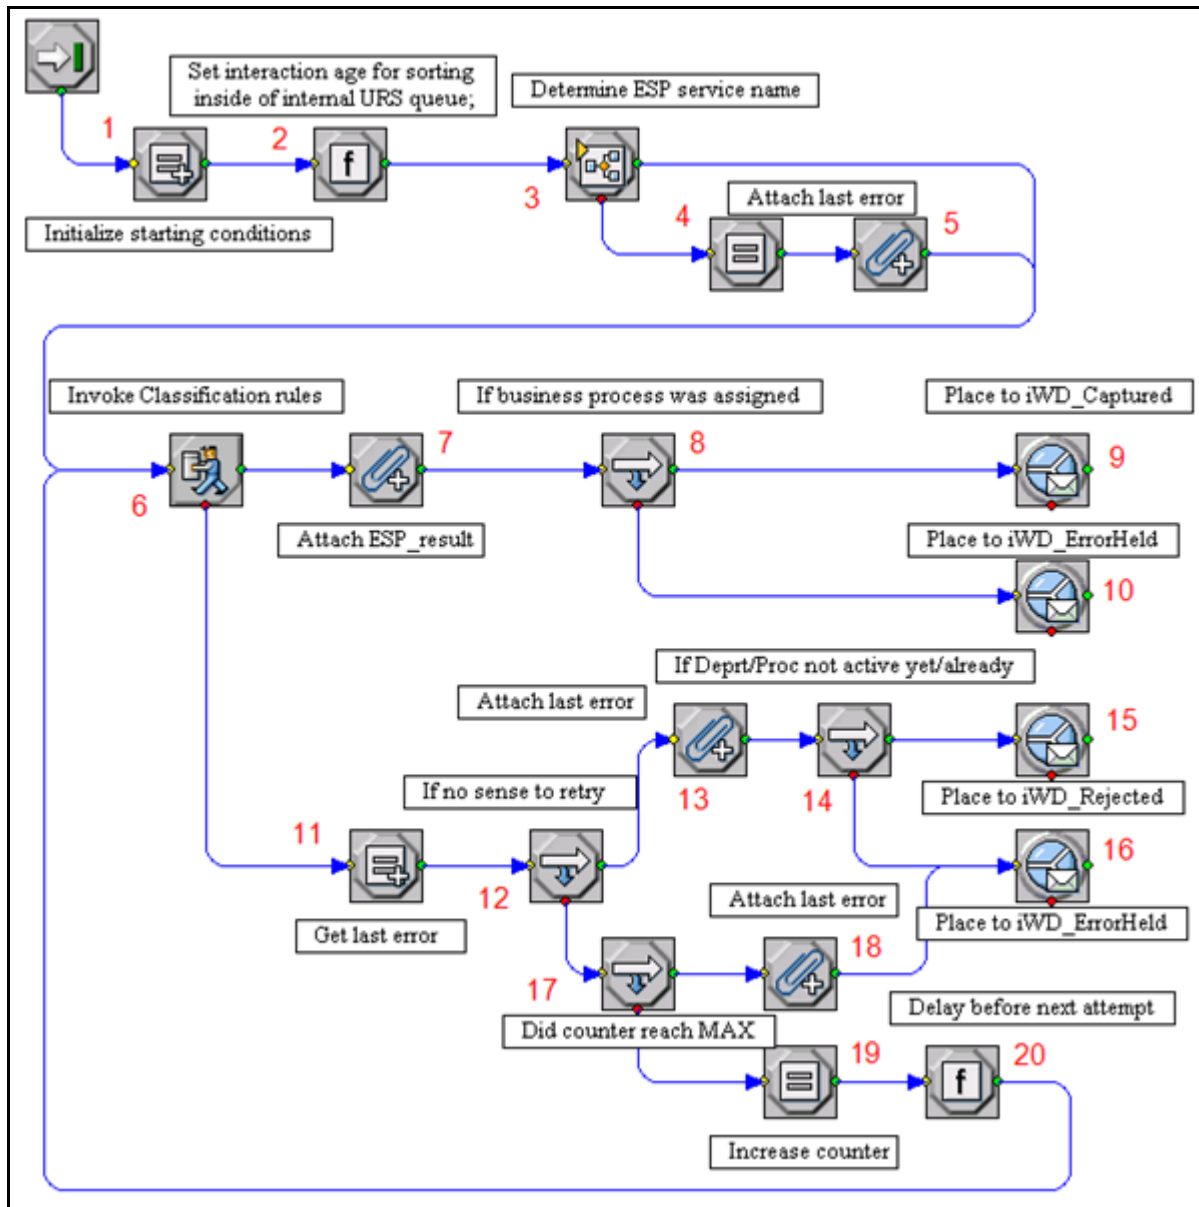 Set interaction age for sorting
inside of internal URS queue;
Determine ESP service name
1
2
f
3
Initialize starting conditions
4
Attach last error
5
Invoke Classification rules
If business process was assigned
Place to iWD_Captured
6
7
8
9
Attach ESP_result
Place to iWD_ErrorHeld
10
If Deprt/Proc not active yet/already
Attach last error
13
14
15
Place to iWD_Rejected
If no sense to retry
11
12
16
Get last error
Attach last error
Place to iWD_ErrorHeld
17
18
Did counter reach MAX
Delay before next attempt
19
f
20
Increase counter